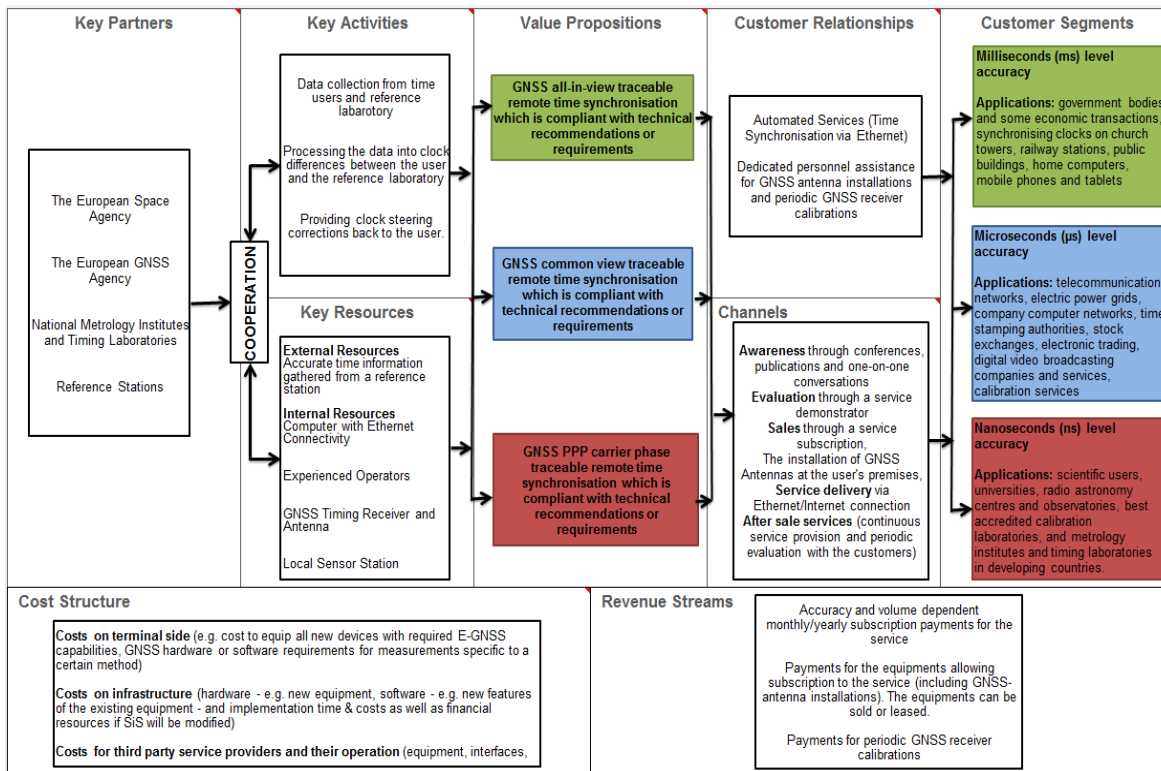 Key Partners
The European Space
Agency
The European GNSS
Agency
National Metrology Institutes
and Timing Laboratories
Reference Stations
COOPERATION
Key Activities
Data collection from time
users and reference
labarotory
Processing the data into clock
differences between the user
and the reference laboratory
Providing clock steering
corrections back to the user.
Key Resources
External Resources
Accurate time information
gathered from a reference
station
Internal Resources
Computer with Ethernet
Connectivity
Experienced Operators
GNSS Timing Receiver and
Antenna
Local Sensor Station
Value Propositions
GNSS all-in-view traceable
remote time synchronisation
which is compliant with technical
recommendations or
requirements
GNSS common view traceable
remote time synchronisation
which is compliant with
technical recommendations or
requirements
GNSS PPP carrier phase
traceable remote time
synchronisation which is
compliant with technical
recommendations or
requirements
Customer Relationships
Automated Services (Time
Synchronisation via Ethernet)
Dedicated personnel assistance
for GNSS antenna installations
and periodic GNSS receiver
calibrations
Channels
Awareness through conferences,
publications and one-on-one
conversations
Evaluation through a service
demonstrator
Sales through a service
subscription,
The installation of GNSS
Antennas at the user's premises,
Service delivery via
Ethernet/Internet connection
After sale services (continuous
service provision and periodic
evaluation with the customers)
Customer Segments
Milliseconds (ms) level
accuracy
Applications: government bodies
and some economic transactions,
synchronising clocks on church
towers, railway stations, public
buildings, home computers,
mobile phones and tablets
Microseconds (µs) level
accuracy
Applications: telecommunication
networks, electric power grids,
company computer networks, time
stamping authorities, stock
exchanges, electronic trading,
digital video broadcasting
companies and services,
calibration services
Nanoseconds (ns) level
accuracy
Applications: scientific users,
universities, radio astronomy
centres and observatories, best
accredited calibration
laboratories, and metrology
institutes and timing laboratories
in developing countries.
Cost Structure
Costs on terminal side (e.g. cost to equip all new devices with required E-GNSS
capabilities, GNSS hardware or software requirements for measurements specific to a
certain method)
Costs on infrastructure (hardware - e.g. new equipment, software - e.g. new features
of the existing equipment - and implementation time & costs as well as financial
resources if SiS will be modified)
Costs for third party service providers and their operation (equipment, interfaces,
Revenue Streams
Accuracy and volume dependent
monthly/yearly subscription payments for the
service
Payments for the equipments allowing
subscription to the service (including GNSS-
antenna installations). The equipments can be
sold or leased.
Payments for periodic GNSS receiver
calibrations